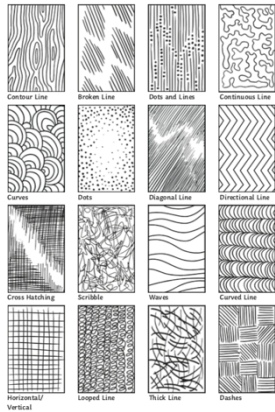 Contour Line
Broken Line
Dots and Lines
Continuous Line
Curves
Dots
Diagonal Line
Directional Line
Cross Hatching
Scribble
Waves
Curved Line
Horizontal/
Vertical
Looped Line
Thick Line
Dashes